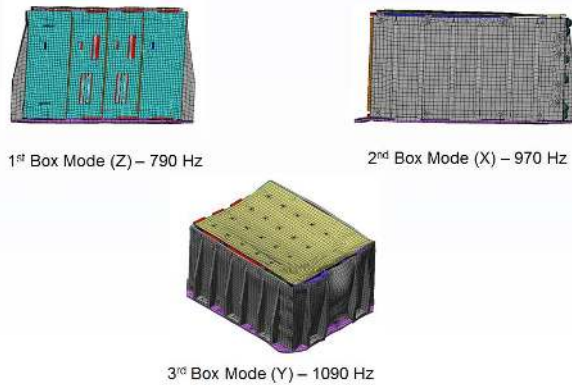 1st Box Mode (Z) – 790 Hz
2nd Box Mode (X) – 970 Hz
3rd Box Mode (Y) – 1090 Hz